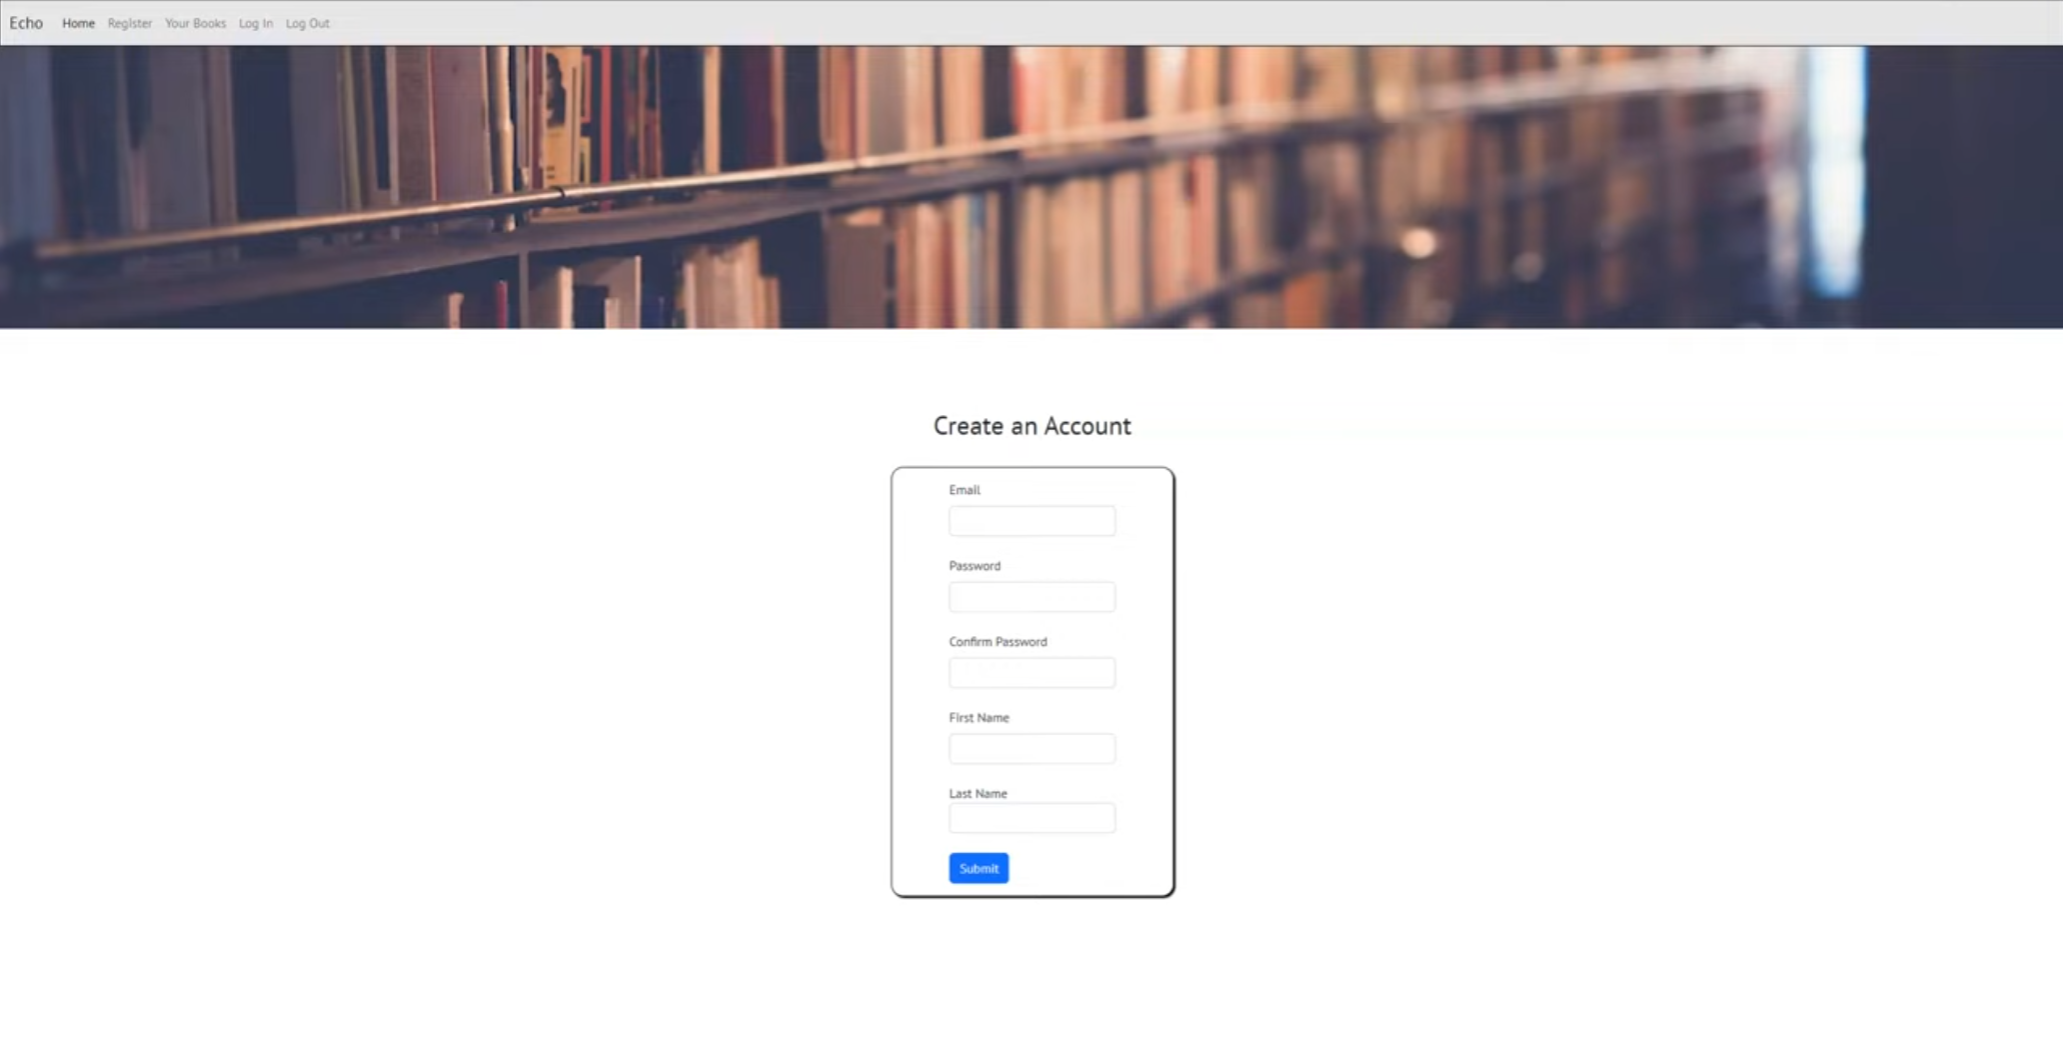 Echo Home Register Your Books Log In Log Out
Create an Account
Email
Password
Confirm Password
First Name
Last Name
Submit